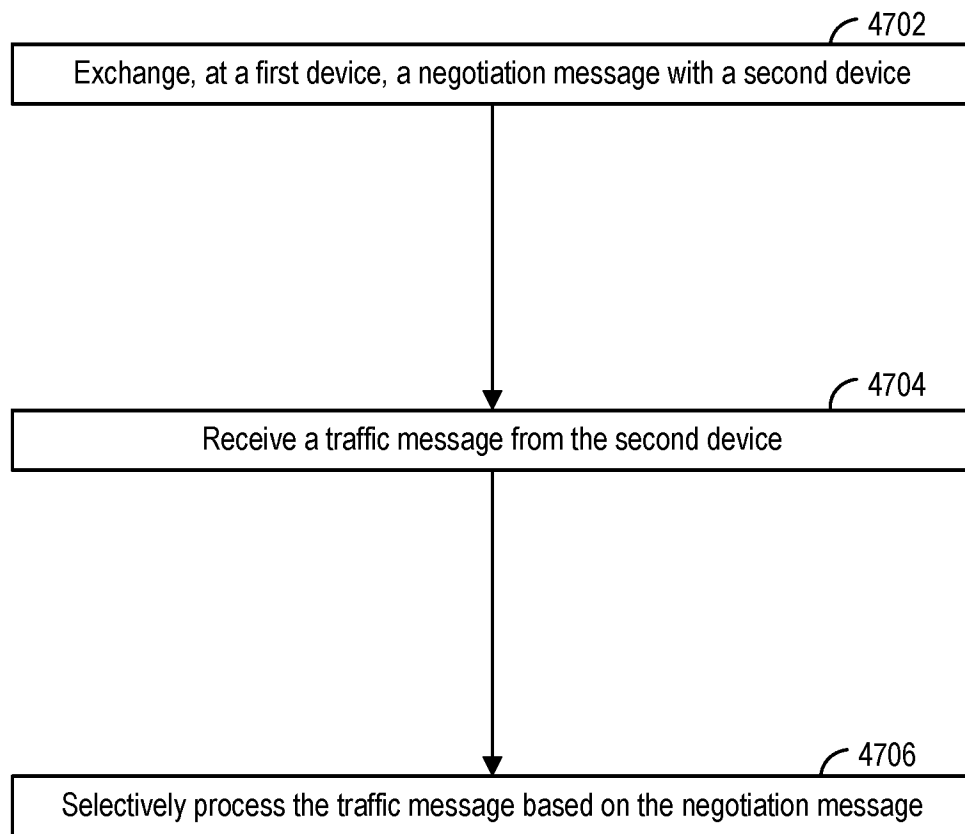 4702
Exchange, at a first device, a negotiation message with a second device
4704
Receive a traffic message from the second device
4706
Selectively process the traffic message based on the negotiation message